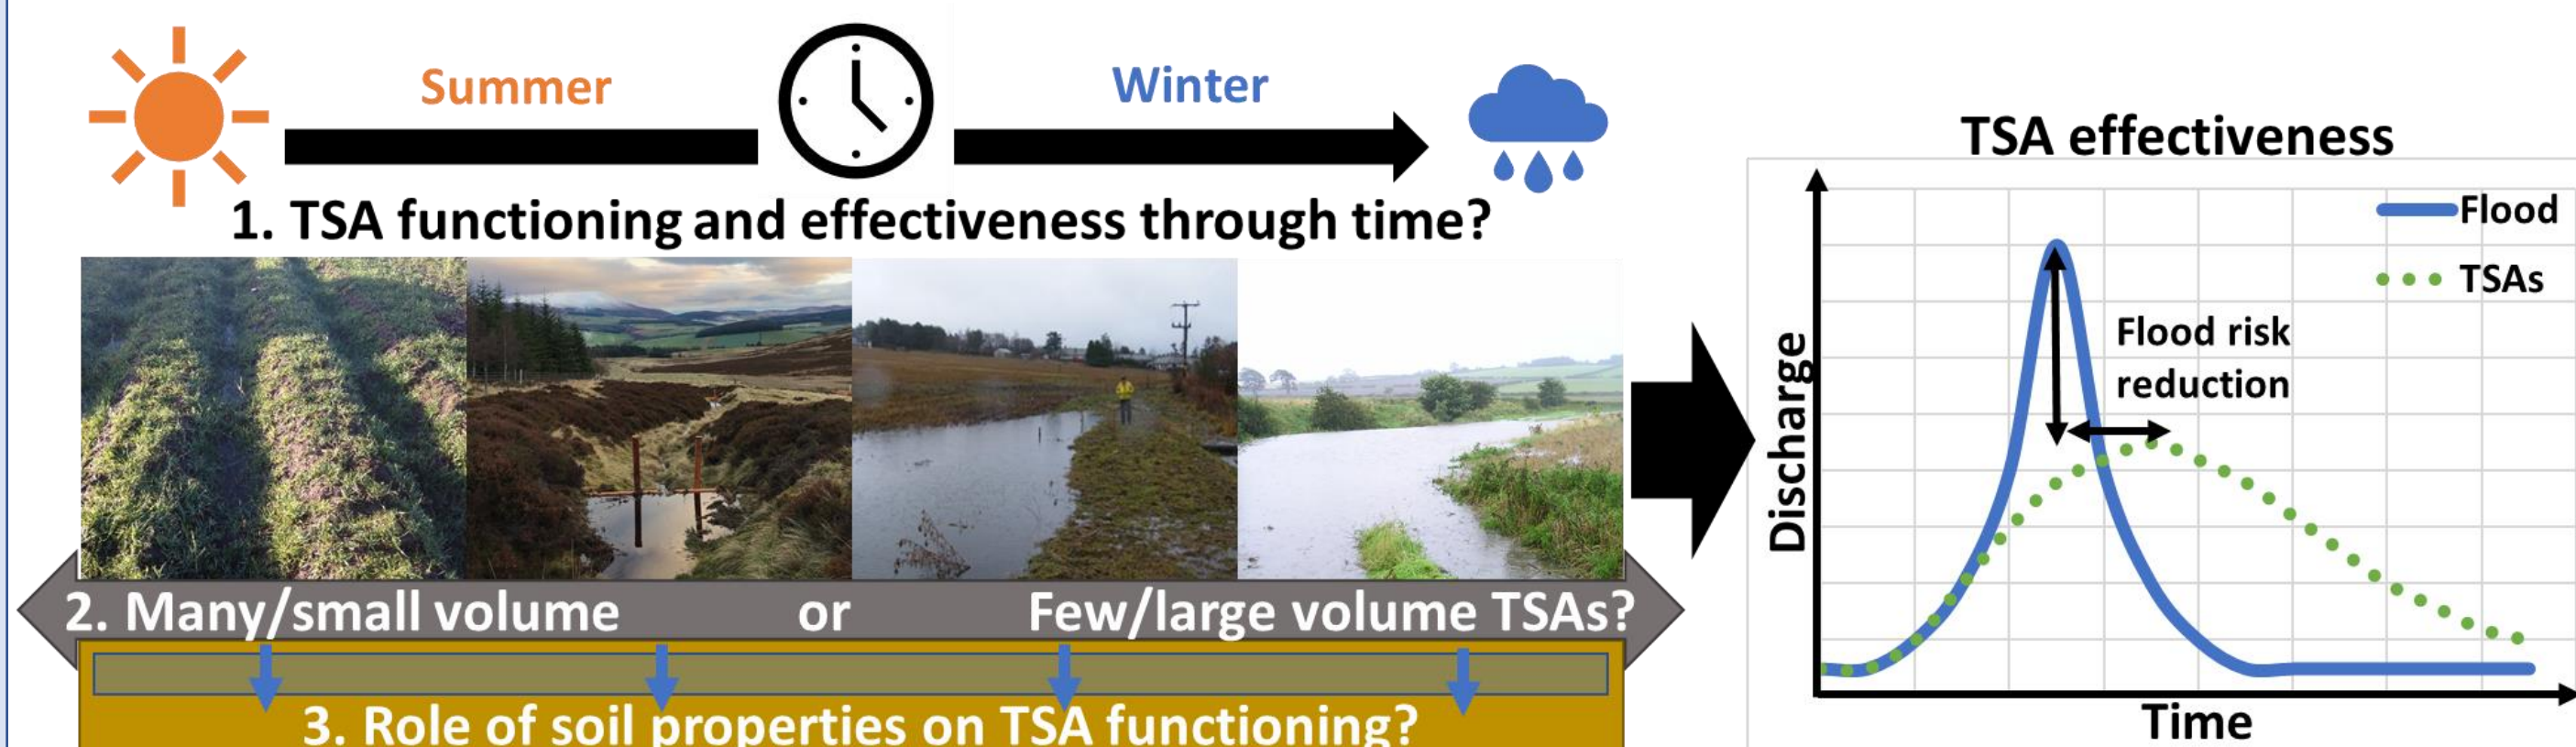 Summer
Winter
1. TSA functioning and effectiveness through time?
2. Many/small volume or Few/large volume TSAs?
3. Role of soil properties on TSA functioning?
TSA effectiveness
Flood
TSAs
Flood risk
reduction
Discharge
Time